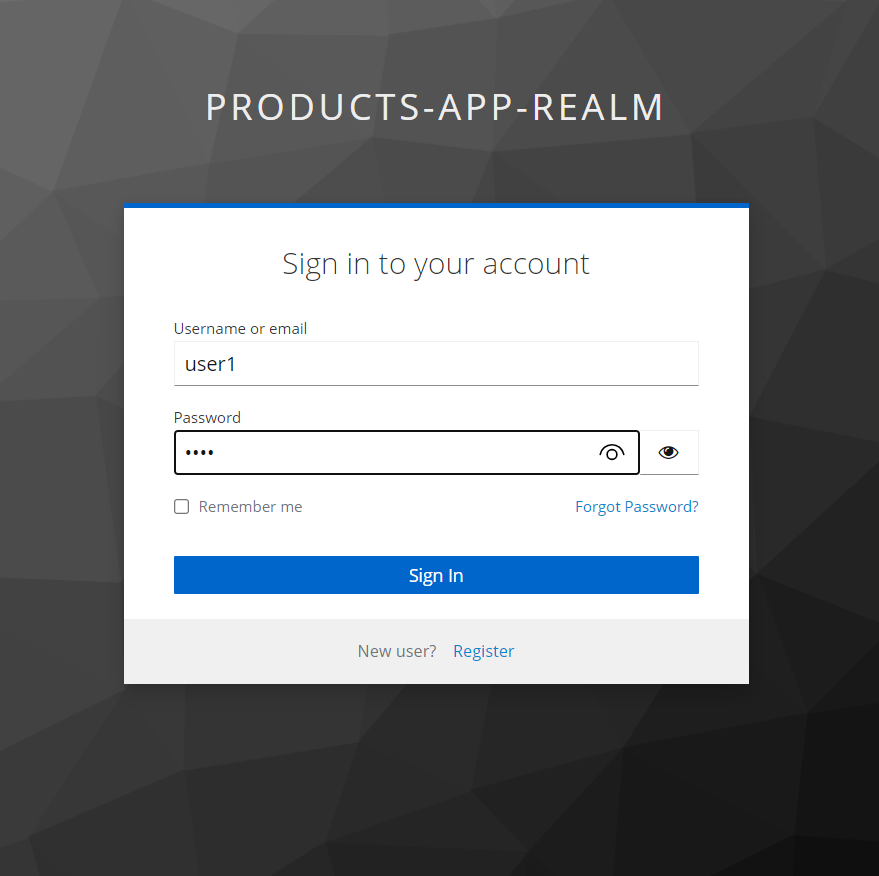 PRODUCTS-APP-REALM
Sign in to your account
Username or email
user1
Password
••••
Remember me Forgot Password?
Sign In
New user? Register